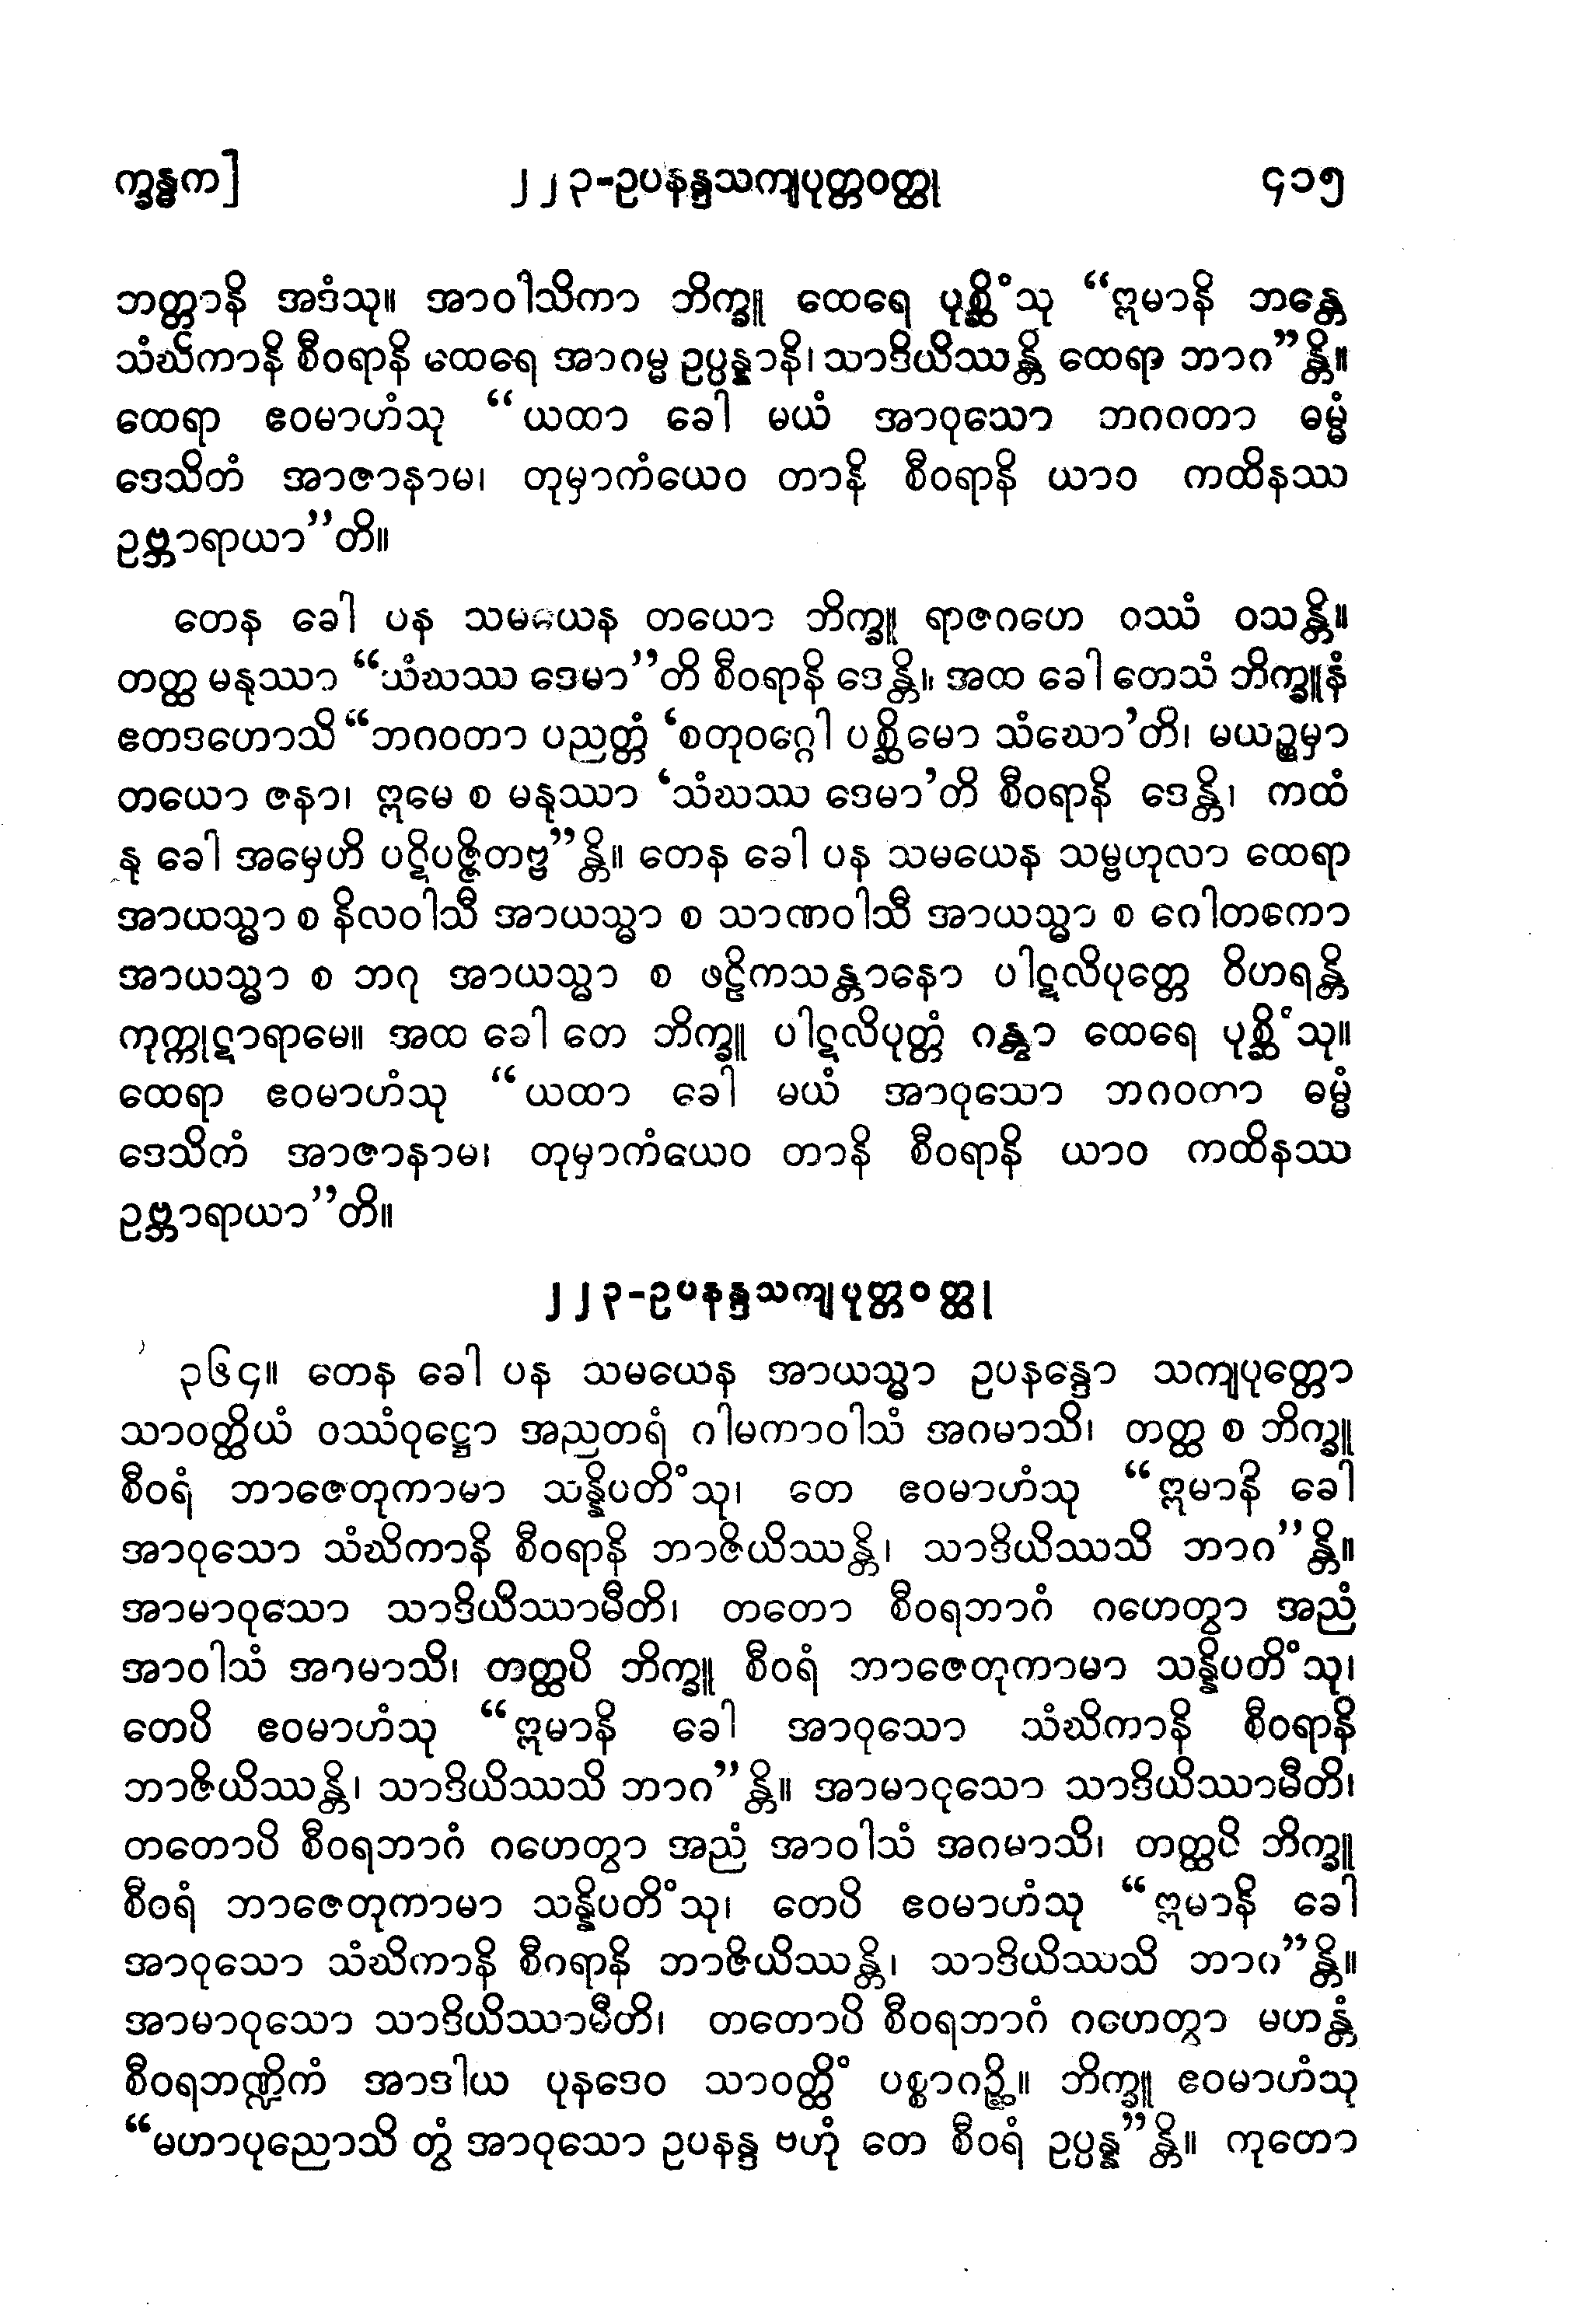 က္ခန္ဓက] ၂၂၃-ဥပနန္ဒသကျပုတ္တဝတ္ထု ၄၁၅
ဘတ္တာနိ အဒံသု။ အာဝါသိကာ ဘိက္ခူ ထေရေ ပုစ္ဆိံသု “ဣမာနိ ဘန္တေ
သံဃိကာနိ စီဝရာနိ ထေရေ အာဂမ္မ ဥပ္ပန္နာနိ၊ သာဒိယိဿန္တိ ထေရာ ဘာဂ”န္တိ။
ထေရာ ဧဝမာဟံသု “ယထာ ခေါ မယံ အာဝုသော ဘဂဂတာ ဓမ္မံ
ဒေသိတံ အာဇာနာမ၊ တုမှာကံယေဝ တာနိ စီဝရာနိ ယာဝ ကထိနဿ
ဥဗ္ဘာရာယာ”တိ။
တေန ခေါ ပန သမယေန တယော ဘိက္ခူ ရာဇဂဟေ ဝဿံ ဝသန္တိ။
တတ္ထ မနုဿာ “သံဃဿ ဒေမာ”တိ စီဝရာနိ ဒေန္တိ။ အထ ခေါ တေသံ ဘိက္ခူနံ
ဧတဒဟောသိ “ဘဂဝတာ ပညတ္တံ ‘စတုဝဂ္ဂေါ ပစ္ဆိမော သံဃော’တိ၊ မယဉ္စမှာ
တယော ဇနာ၊ ဣမေ စ မနုဿာ ‘သံဃဿ ဒေမာ’တိ စီဝရာနိ ဒေန္တိ၊ ကထံ
နု ခေါ အမှေဟိ ပဋိပဇ္ဇိတဗ္ဗ”န္တိ။ တေန ခေါ ပန သမယေန သမ္ဗဟုလာ ထေရာ
အာယသ္မာ စ နိလဝါသီ အာယသ္မာ စ သာဏဝါသီ အာယသ္မာ စ ဂေါတကော
အာယသ္မာ စ ဘဂု အာယသ္မာ စ ဖဠိကသန္တာနော ပါဋလိပုတ္တေ ဝိဟရန္တိ
ကုက္ကုဋာရာမေ။ အထ ခေါ တေ ဘိက္ခူ ပါဋလိပုတ္တံ ဂန္တွာ ထေရေ ပုစ္ဆိံသု။
ထေရာ ဧဝမာဟံသု “ယထာ ခေါ မယံ အာဝုသော ဘဂဝတာ ဓမ္မံ
ဒေသိတံ အာဇာနာမ၊ တုမှာကံယေဝ တာနိ စီဝရာနိ ယာဝ ကထိနဿ
ဥဗ္ဘာရာယာ”တိ။
၂၂၃-ဥပနန္ဒသကျပုတ္တဝတ္ထု
၃၆၄။ တေန ခေါ ပန သမယေန အာယသ္မာ ဥပနန္ဒော သကျပုတ္တော
သာဝတ္ထိယံ ဝဿံဝုဋ္ဌော အညတရံ ဂါမကာဝါသံ အဂမာသိ၊ တတ္ထ စ ဘိက္ခူ
စီဝရံ ဘာဇေတုကာမာ သန္နိပတိံသု၊ တေ ဧဝမာဟံသု “ဣမာနိ ခေါ
အာဝုသော သံဃိကာနိ စီဝရာနိ ဘာဇိယိဿန္တိ၊ သာဒိယိဿသိ ဘာဂ”န္တိ။
အာမာဝုသော သာဒိယိဿာမီတိ၊ တတော စီဝရဘာဂံ ဂဟေတွာ အညံ
အာဝါသံ အာမာသိ၊ တတ္ထပိ ဘိက္ခူ စီဝရံ ဘာဇေတုကာမာ သန္နိပတိံသု၊
တေပိ ဧဝမာဟံသု “ဣမာနိ ခေါ အာဝုသော သံဃိကာနိ စီဝရာနိ
ဘာဇိယိဿန္တိ၊ သာဒိယိဿသိ ဘာဂ”န္တိ။ အာမာဝုသော သာဒိယိဿာမီတိ၊
တတောပိ စီဝရဘာဂံ ဂဟေတွာ အညံ အာဝါသံ အဂမာသိ၊ တတ္ထပိ ဘိက္ခူ
စီဝရံ ဘာဇေတုကာမာ သန္နိပတိံသု၊ တေပိ ဧဝမာဟံသု “ဣမာနိ ခေါ
အာဝုသော သံဃိကာနိ စီဂရာနိ ဘာဇိယိဿန္တိ၊ သာဒိယိဿသိ ဘာဂ”န္တိ။
အာမာဝုသော သာဒိယိဿာမီတိ၊ တတောပိ စီဝရဘာဂံ ဂဟေတွာ မဟန္တံ
စီဝရဘဏ္ဍိကံ အာဒါယ ပုနဒေဝ သာဝတ္ထိံ ပစ္စာဂဉ္ဆိ။ ဘိက္ခူ ဧဝမာဟံသု
“မဟာပုညောသိ တွံ အာဝုသော ဥပနန္ဒ ဗဟုံ တေ စီဝရံ ဥပ္ပန္န”န္တိ။ ကုတော